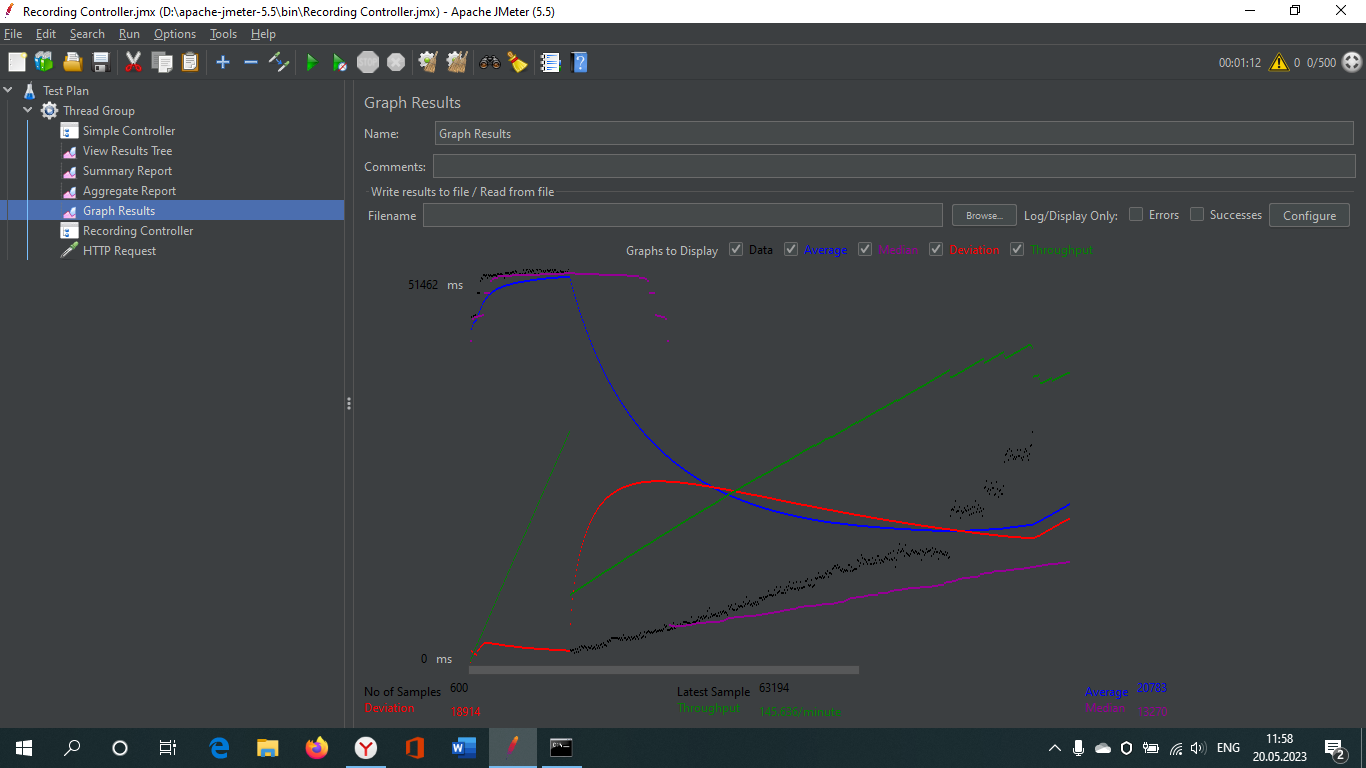 Recording Controller.jmx (D:\apache-jmeter-5.5\bin\Recording Controller.jmx) - Apache JMeter (5.5)
File Edit Search Run Options Tools Help
STOP 00:01:12 0 0/500
Test Plan
Thread Group
Simple Controller
View Results Tree
Summary Report
Aggregate Report
Graph Results
Recording Controller
HTTP Request
Graph Results
Name: Graph Results
Comments:
Write results to file / Read from file
Filename Browse... Log/Display Only: Errors Successes Configure
Graphs to Display Data Average Median Deviation Throughput
51462 ms
0 ms
No of Samples 600 Latest Sample 63194 Average 20783
Deviation 18914 Throughput 145.636/minute Median
ENG 11:58
20.05.2023 2